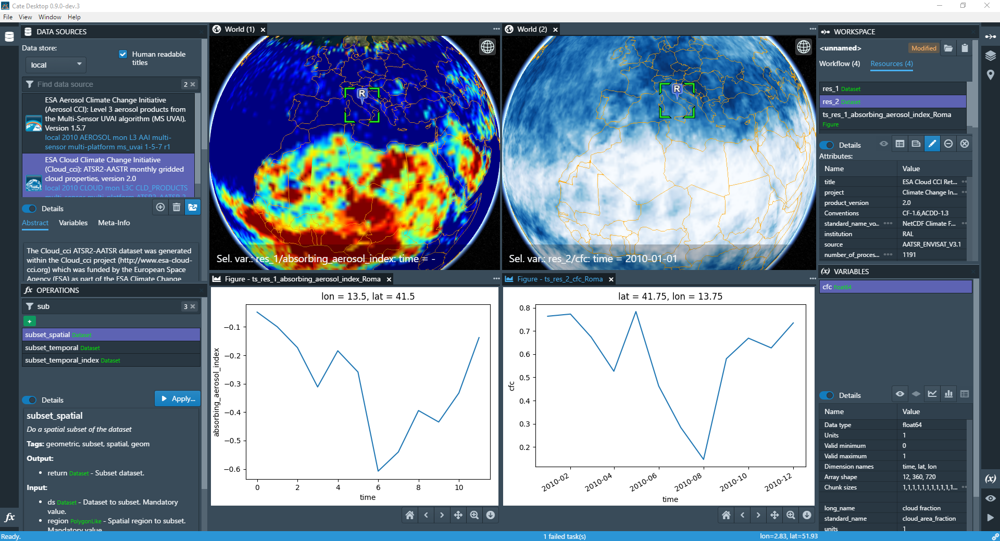 Cate Desktop 0.9.0-dev.3
File View Window Help
DATA SOURCES
Data store:
local
Human readable
titles
Find data source
2
ESA Aerosol Climate Change Initiative
(Aerosol CCI): Level 3 aerosol products from
the Multi-Sensor UVAI algorithm (MS UVAI),
Version 1.5.7
local 2010 AEROSOL mon L3 AAI multi-
sensor multi-platform ms_uvai 1-5-7 r1
ESA Cloud Climate Change Initiative
(Cloud_cci): ATSR2-AASTR monthly gridded
cloud properties, version 2.0
local 2010 CLOUD mon L3C CLD_PRODUCTS
multi-sensor multi-platform ATSR2-AATSR 2
Details
Abstract Variables Meta-Info
The Cloud_cci ATSR2-AATSR dataset was generated
within the Cloud_cci project (http://www.esa-cloud-
cci.org) which was funded by the European Space
Agency (ESA) as part of the ESA Climate Change
fx OPERATIONS
sub
3
+
subset_spatial Dataset
subset_temporal Dataset
subset_temporal_index Dataset
Details
Apply...
subset_spatial
Do a spatial subset of the dataset
Tags: geometric, subset, spatial, geom
Output:
• return Dataset - Subset dataset.
Input:
• ds Dataset - Dataset to subset. Mandatory
value.
• region PolygonLike - Spatial region to subset.
Mandatory value
fx
World (1)
R
Sel. var.: res_1/absorbing_aerosol_index: time = -
World (2)
R
Sel. var.: res_2/cfc: time = 2010-01-01
Figure - ts_res_1_absorbing_aerosol_index_Roma
lon = 13.5, lat = 41.5
−0.1
−0.2
−0.3
−0.4
−0.5
−0.6
absorbing_aerosol_index
0 2 4 6 8 10
time
Figure - ts_res_2_cfc_Roma
lat = 41.75, lon = 13.75
0.8
0.7
0.6
0.5
0.4
0.3
0.2
cfc
2010-02 2010-04 2010-06 2010-08 2010-10 2010-12
time
WORKSPACE
<unnamed>
Modified
Workflow (4) Resources (4)
res_1 Dataset
res_2 Dataset
ts_res_1_absorbing_aerosol_index_Roma
Figure
Details
Attributes:
Name Value
title ESA Cloud CCI Ret...
project Climate Change In...
product_version 2.0
Conventions CF-1.6,ACDD-1.3
standard_name_vo... NetCDF Climate F...
institution RAL
source AATSR_ENVISAT_V3.1
number_of_proces... 1191
(x) VARIABLES
cfc float64
Details
Name Value
Data type float64
Units 1
Valid minimum 0
Valid maximum 1
Dimension names time, lat, lon
Array shape 12, 360, 720
Chunk sizes 1,1,1,1,1,1,1,1,1,1...
long_name cloud fraction
standard_name cloud_area_fraction
units 1
(x)
Ready.
1 failed task(s)
lon=2.83, lat=51.93